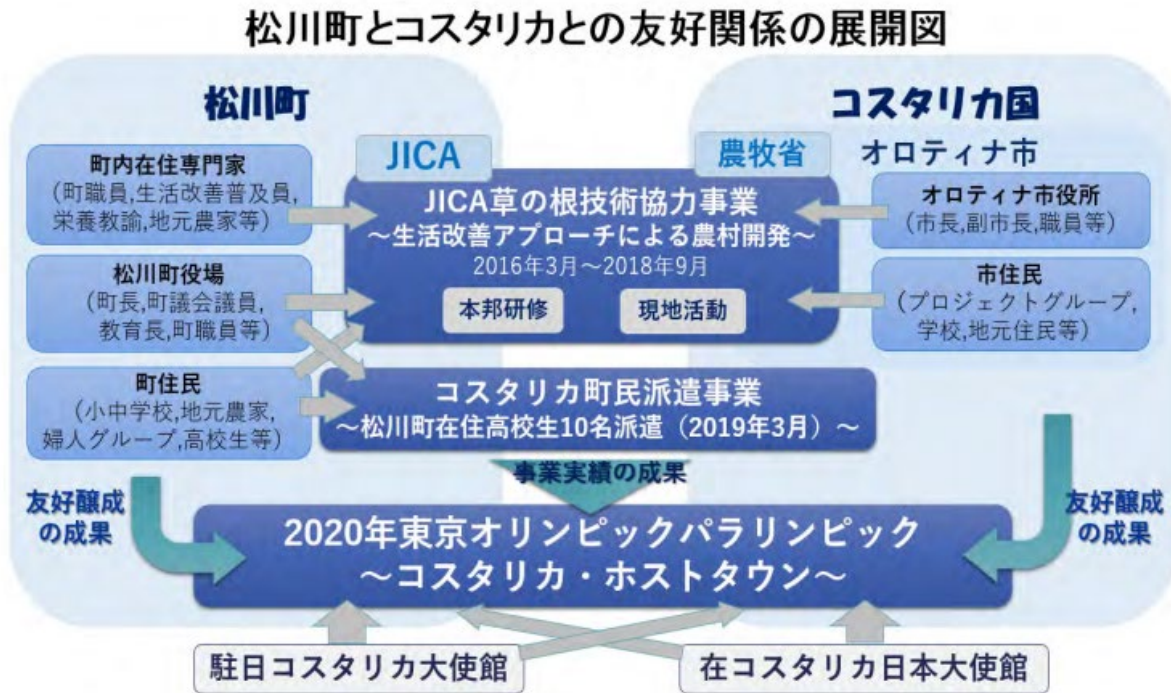 松川町とコスタリカとの友好関係の展開図
松川町
コスタリカ国
JICA
農牧省
オロティナ市
町内在住専門家
(町職員,生活改善普及員,
栄養教諭,地元農家等)
松川町役場
(町長,町議会議員,
教育長,町職員等)
町住民
(小中学校,地元農家,
婦人グループ,高校生等)
JICA草の根技術協力事業
~生活改善アプローチによる農村開発~
2016年3月~2018年9月
本邦研修
現地活動
オロティナ市役所
(市長,副市長,職員等)
市住民
(プロジェクトグループ,
学校,地元住民等)
コスタリカ町民派遣事業
~松川町在住高校生10名派遣(2019年3月)~
事業実績の成果
友好醸成
の成果
友好醸成
の成果
2020年東京オリンピックパラリンピック
~コスタリカ・ホストタウン~
駐日コスタリカ大使館
在コスタリカ日本大使館